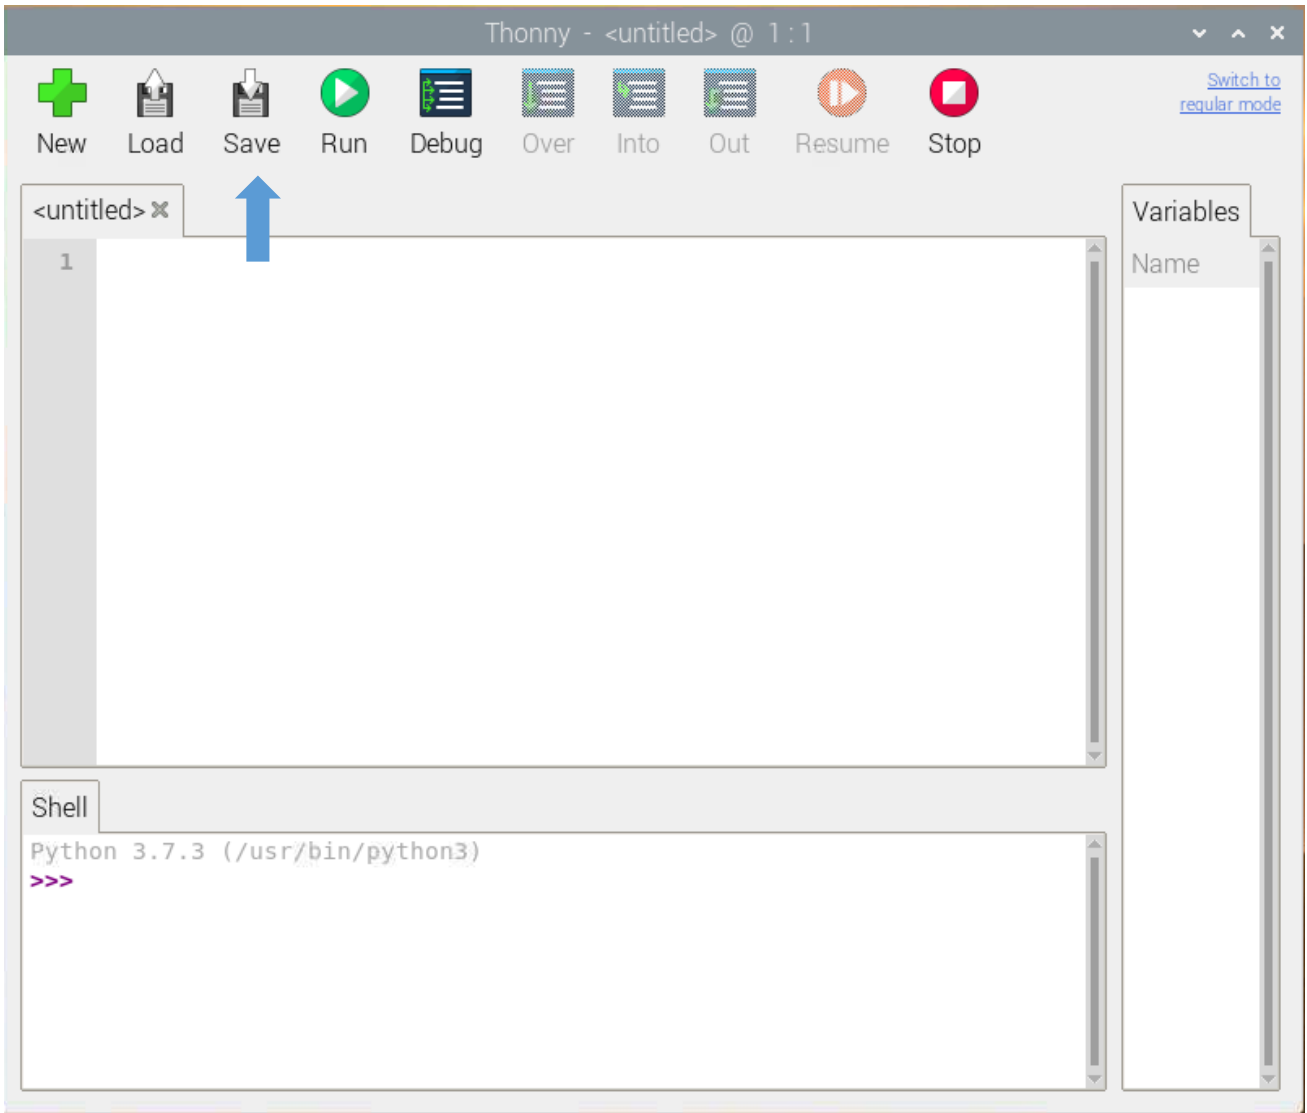 Thonny - <untitled> @ 1 : 1
New Load Save Run Debug Over Into Out Resume Stop
Switch to
regular mode
<untitled>
1
Variables
Name
Shell
Python 3.7.3 (/usr/bin/python3)
>>>